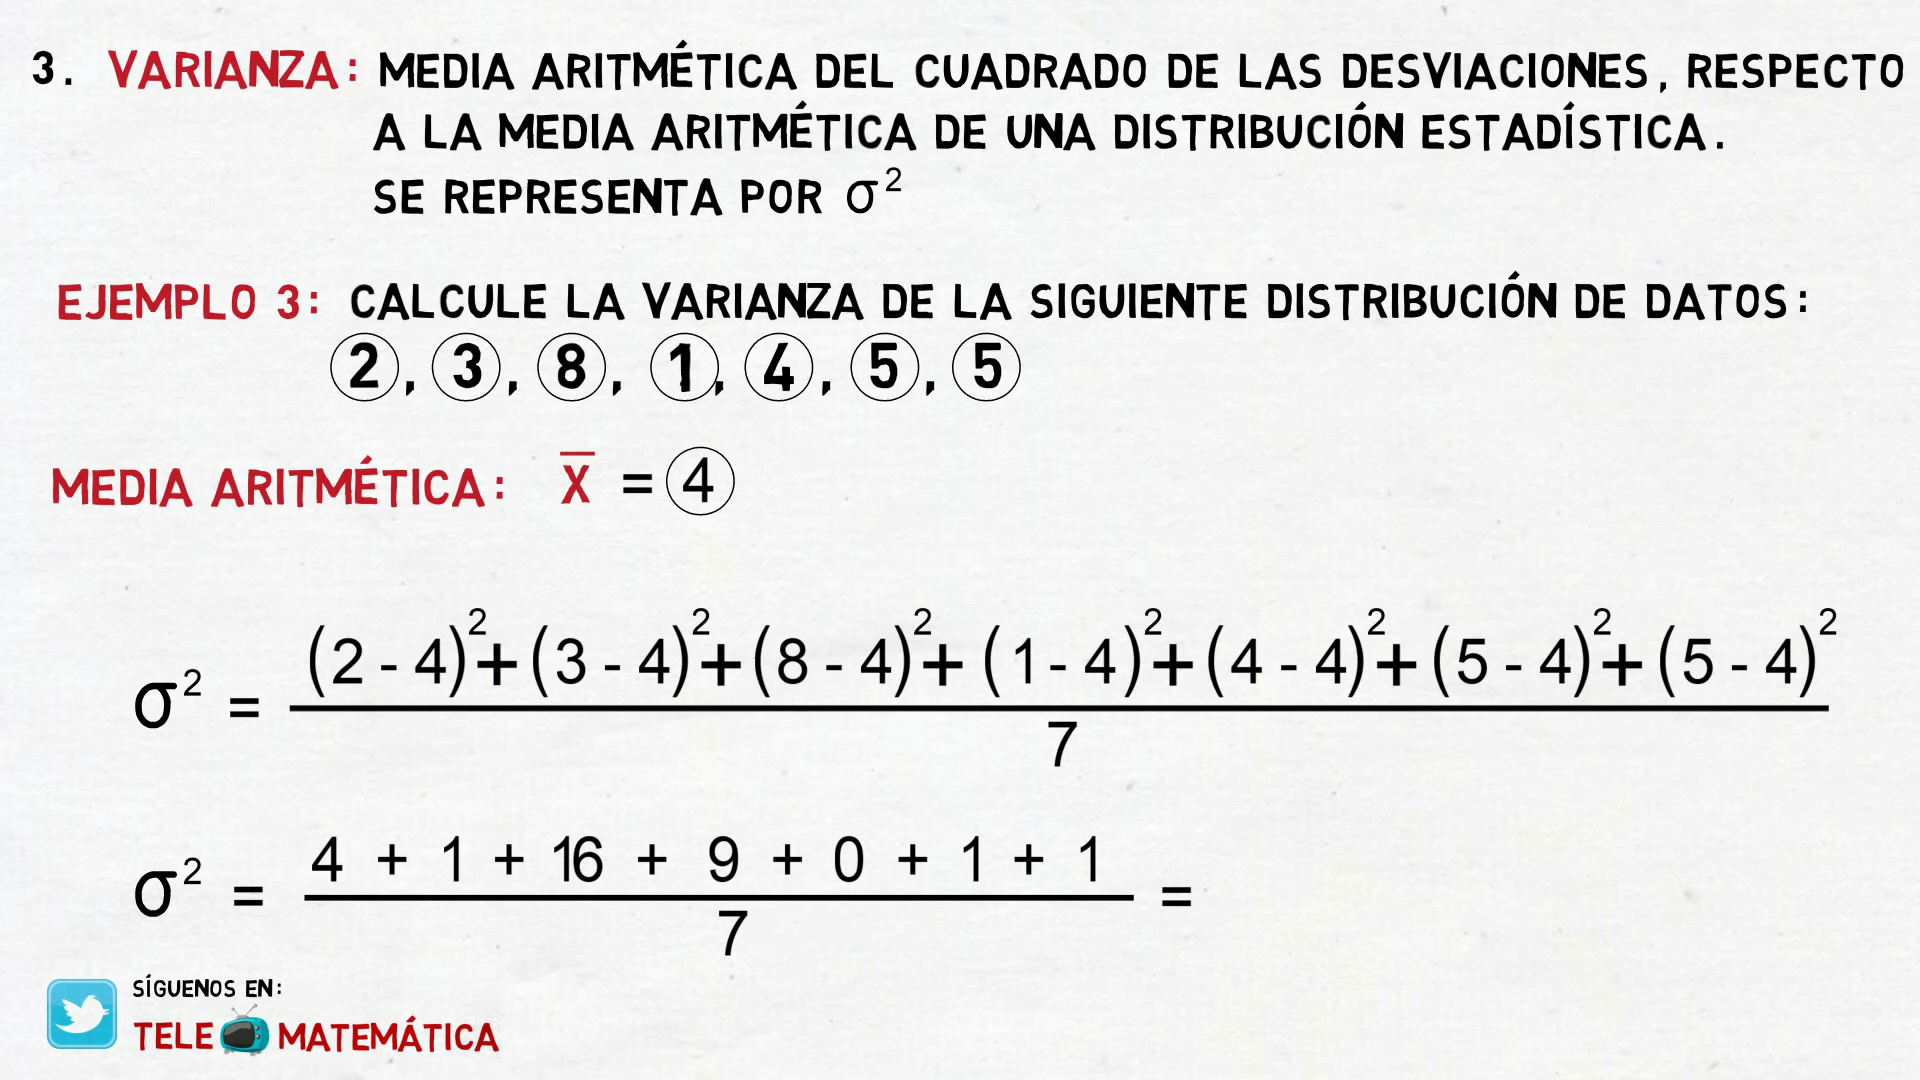 3. VARIANZA: MEDIA ARITMÉTICA DEL CUADRADO DE LAS DESVIACIONES, RESPECTO
A LA MEDIA ARITMÉTICA DE UNA DISTRIBUCIÓN ESTADÍSTICA.
SE REPRESENTA POR σ²
EJEMPLO 3: CALCULE LA VARIANZA DE LA SIGUIENTE DISTRIBUCIÓN DE DATOS:
2, 3, 8, 1, 4, 5, 5
MEDIA ARITMÉTICA: x̄ = 4
(2 - 4)² + (3 - 4)² + (8 - 4)² + (1 - 4)² + (4 - 4)² + (5 - 4)² + (5 - 4)²
σ² =
7
4 + 1 + 16 + 9 + 0 + 1 + 1
σ² = =
7
SÍGUENOS EN:
TELE MATEMÁTICA